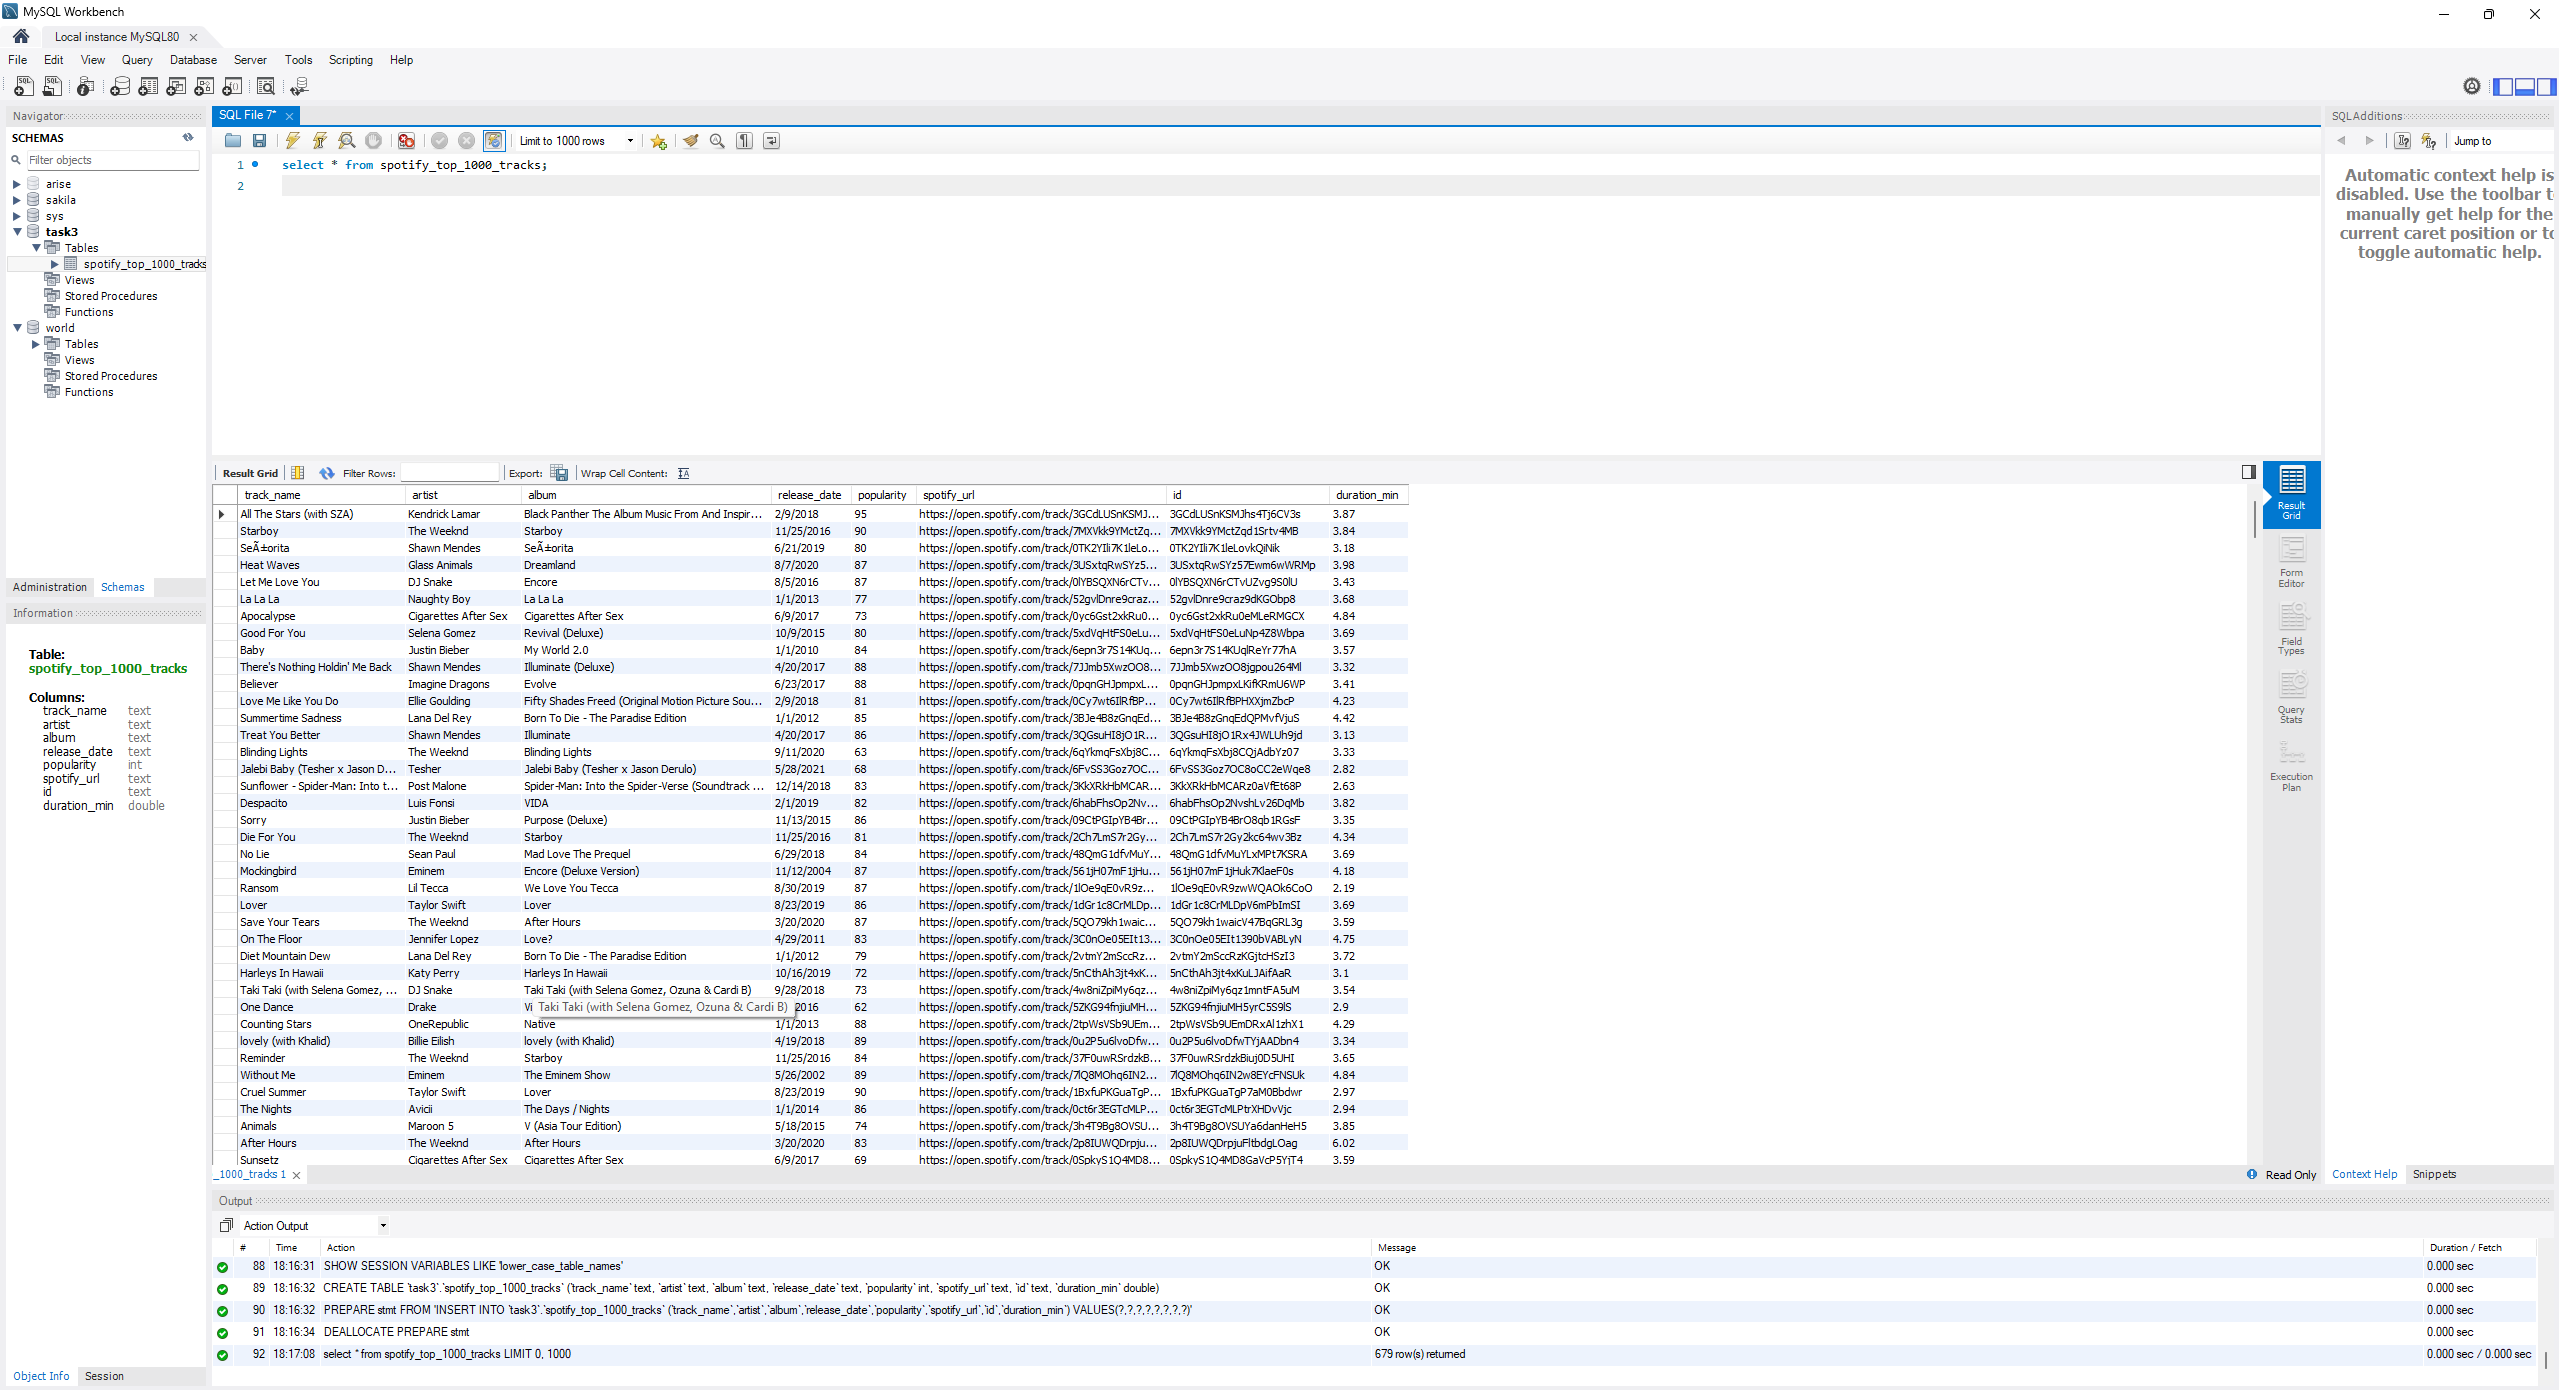 MySQL Workbench
Local instance MySQL80
File Edit View Query Database Server Tools Scripting Help
Navigator
SCHEMAS
Filter objects
arise
sakila
sys
task3
Tables
spotify_top_1000_tracks
Views
Stored Procedures
Functions
world
Tables
Views
Stored Procedures
Functions
Administration Schemas
Information
Table:
spotify_top_1000_tracks
Columns:
track_name text
artist text
album text
release_date text
popularity int
spotify_url text
id text
duration_min double
Object Info Session
SQL File 7*
Limit to 1000 rows
1 select * from spotify_top_1000_tracks;
2
Result Grid Filter Rows: Export: Wrap Cell Content:
track_name artist album release_date popularity spotify_url id duration_min
All The Stars (with SZA) Kendrick Lamar Black Panther The Album Music From And Inspir... 2/9/2018 95 https://open.spotify.com/track/3GCdLUSnKSMJ... 3GCdLUSnKSMJhs4Tj6CV3s 3.87
Starboy The Weeknd Starboy 11/25/2016 90 https://open.spotify.com/track/7MXVkk9YMctZq... 7MXVkk9YMctZqd1Srtv4MB 3.84
SeÃ±orita Shawn Mendes SeÃ±orita 6/21/2019 80 https://open.spotify.com/track/0TK2YIli7K1leLo... 0TK2YIli7K1leLovkQiNik 3.18
Heat Waves Glass Animals Dreamland 8/7/2020 87 https://open.spotify.com/track/3USxtqRwSYz5... 3USxtqRwSYz57Ewm6wWRMp 3.98
Let Me Love You DJ Snake Encore 8/5/2016 87 https://open.spotify.com/track/0lYBSQXN6rCTv... 0lYBSQXN6rCTvUZvg9S0lU 3.43
La La La Naughty Boy La La La 1/1/2013 77 https://open.spotify.com/track/52gvlDnre9craz... 52gvlDnre9craz9dKGObp8 3.68
Apocalypse Cigarettes After Sex Cigarettes After Sex 6/9/2017 73 https://open.spotify.com/track/0yc6Gst2xkRu0... 0yc6Gst2xkRu0eMLeRMGCX 4.84
Good For You Selena Gomez Revival (Deluxe) 10/9/2015 80 https://open.spotify.com/track/5xdVqHtFS0eLu... 5xdVqHtFS0eLuNp4Z8Wbpa 3.69
Baby Justin Bieber My World 2.0 1/1/2010 84 https://open.spotify.com/track/6epn3r7S14KUq... 6epn3r7S14KUqlReYr77hA 3.57
There's Nothing Holdin' Me Back Shawn Mendes Illuminate (Deluxe) 4/20/2017 88 https://open.spotify.com/track/7JJmb5XwzOO8... 7JJmb5XwzOO8jgpou264Ml 3.32
Believer Imagine Dragons Evolve 6/23/2017 88 https://open.spotify.com/track/0pqnGHJpmpxL... 0pqnGHJpmpxLKifKRmU6WP 3.41
Love Me Like You Do Ellie Goulding Fifty Shades Freed (Original Motion Picture Sou... 2/9/2018 81 https://open.spotify.com/track/0Cy7wt6IlRfBP... 0Cy7wt6IlRfBPHXXjmZbcP 4.23
Summertime Sadness Lana Del Rey Born To Die - The Paradise Edition 1/1/2012 85 https://open.spotify.com/track/3BJe4B8zGnqEd... 3BJe4B8zGnqEdQPMvfVjuS 4.42
Treat You Better Shawn Mendes Illuminate 4/20/2017 86 https://open.spotify.com/track/3QGsuHI8jO1R... 3QGsuHI8jO1Rx4JWLUh9jd 3.13
Blinding Lights The Weeknd Blinding Lights 9/11/2020 63 https://open.spotify.com/track/6qYkmqFsXbj8C... 6qYkmqFsXbj8CQjAdbYz07 3.33
Jalebi Baby (Tesher x Jason D... Tesher Jalebi Baby (Tesher x Jason Derulo) 5/28/2021 68 https://open.spotify.com/track/6FvSS3Goz7OC... 6FvSS3Goz7OC8oCC2eWqe8 2.82
Sunflower - Spider-Man: Into t... Post Malone Spider-Man: Into the Spider-Verse (Soundtrack ... 12/14/2018 83 https://open.spotify.com/track/3KkXRkHbMCAR... 3KkXRkHbMCARz0aVfEt68P 2.63
Despacito Luis Fonsi VIDA 2/1/2019 82 https://open.spotify.com/track/6habFhsOp2Nv... 6habFhsOp2NvshLv26DqMb 3.82
Sorry Justin Bieber Purpose (Deluxe) 11/13/2015 86 https://open.spotify.com/track/09CtPGIpYB4Br... 09CtPGIpYB4BrO8qb1RGsF 3.35
Die For You The Weeknd Starboy 11/25/2016 81 https://open.spotify.com/track/2Ch7LmS7r2Gy... 2Ch7LmS7r2Gy2kc64wv3Bz 4.34
No Lie Sean Paul Mad Love The Prequel 6/29/2018 84 https://open.spotify.com/track/48QmG1dfvMuY... 48QmG1dfvMuYLxMPt7KSRA 3.69
Mockingbird Eminem Encore (Deluxe Version) 11/12/2004 87 https://open.spotify.com/track/561jH07mF1jHu... 561jH07mF1jHuk7KlaeF0s 4.18
Ransom Lil Tecca We Love You Tecca 8/30/2019 87 https://open.spotify.com/track/1lOe9qE0vR9z... 1lOe9qE0vR9zwWQAOk6CoO 2.19
Lover Taylor Swift Lover 8/23/2019 86 https://open.spotify.com/track/1dGr1c8CrMLDp... 1dGr1c8CrMLDpV6mPbImSI 3.69
Save Your Tears The Weeknd After Hours 3/20/2020 87 https://open.spotify.com/track/5QO79kh1waic... 5QO79kh1waicV47BqGRL3g 3.59
On The Floor Jennifer Lopez Love? 4/29/2011 83 https://open.spotify.com/track/3C0nOe05EIt13... 3C0nOe05EIt1390bVABLyN 4.75
Diet Mountain Dew Lana Del Rey Born To Die - The Paradise Edition 1/1/2012 79 https://open.spotify.com/track/2vtmY2mSccRz... 2vtmY2mSccRzKGjtcHSzI3 3.72
Harleys In Hawaii Katy Perry Harleys In Hawaii 10/16/2019 72 https://open.spotify.com/track/5nCthAh3jt4xK... 5nCthAh3jt4xKuLJAifAaR 3.1
Taki Taki (with Selena Gomez, ... DJ Snake Taki Taki (with Selena Gomez, Ozuna & Cardi B) 9/28/2018 73 https://open.spotify.com/track/4w8niZpiMy6qz... 4w8niZpiMy6qz1mntFA5uM 3.54
One Dance Drake Vi Taki Taki (with Selena Gomez, Ozuna & Cardi B) 2016 62 https://open.spotify.com/track/5ZKG94fnjiuMH... 5ZKG94fnjiuMH5yrC5S9lS 2.9
Counting Stars OneRepublic Native 1/1/2013 88 https://open.spotify.com/track/2tpWsVSb9UEm... 2tpWsVSb9UEmDRxAl1zhX1 4.29
lovely (with Khalid) Billie Eilish lovely (with Khalid) 4/19/2018 89 https://open.spotify.com/track/0u2P5u6lvoDfw... 0u2P5u6lvoDfwTYjAADbn4 3.34
Reminder The Weeknd Starboy 11/25/2016 84 https://open.spotify.com/track/37F0uwRSrdzkB... 37F0uwRSrdzkBiuj0D5UHI 3.65
Without Me Eminem The Eminem Show 5/26/2002 89 https://open.spotify.com/track/7lQ8MOhq6IN2... 7lQ8MOhq6IN2w8EYcFNSUk 4.84
Cruel Summer Taylor Swift Lover 8/23/2019 90 https://open.spotify.com/track/1BxfuPKGuaTgP... 1BxfuPKGuaTgP7aM0Bbdwr 2.97
The Nights Avicii The Days / Nights 1/1/2014 86 https://open.spotify.com/track/0ct6r3EGTcMLP... 0ct6r3EGTcMLPtrXHDvVjc 2.94
Animals Maroon 5 V (Asia Tour Edition) 5/18/2015 74 https://open.spotify.com/track/3h4T9Bg8OVSU... 3h4T9Bg8OVSUYa6danHeH5 3.85
After Hours The Weeknd After Hours 3/20/2020 83 https://open.spotify.com/track/2p8IUWQDrpju... 2p8IUWQDrpjuFltbdgLOag 6.02
Sunsetz Cigarettes After Sex Cigarettes After Sex 6/9/2017 69 https://open.spotify.com/track/0SpkyS1Q4MD8... 0SpkyS1Q4MD8GaVcP5YjT4 3.59
_1000_tracks 1
Read Only
Result Grid
Form Editor
Field Types
Query Stats
Execution Plan
SQLAdditions
Jump to
Automatic context help is
disabled. Use the toolbar t
manually get help for the
current caret position or to
toggle automatic help.
Context Help Snippets
Output
Action Output
# Time Action Message Duration / Fetch
88 18:16:31 SHOW SESSION VARIABLES LIKE 'lower_case_table_names' OK 0.000 sec
89 18:16:32 CREATE TABLE `task3`.`spotify_top_1000_tracks` (`track_name` text, `artist` text, `album` text, `release_date` text, `popularity` int, `spotify_url` text, `id` text, `duration_min` double) OK 0.000 sec
90 18:16:32 PREPARE stmt FROM 'INSERT INTO `task3`.`spotify_top_1000_tracks` (`track_name`,`artist`,`album`,`release_date`,`popularity`,`spotify_url`,`id`,`duration_min`) VALUES(?,?,?,?,?,?,?,?)' OK 0.000 sec
91 18:16:34 DEALLOCATE PREPARE stmt OK 0.000 sec
92 18:17:08 select * from spotify_top_1000_tracks LIMIT 0, 1000 679 row(s) returned 0.000 sec / 0.000 sec